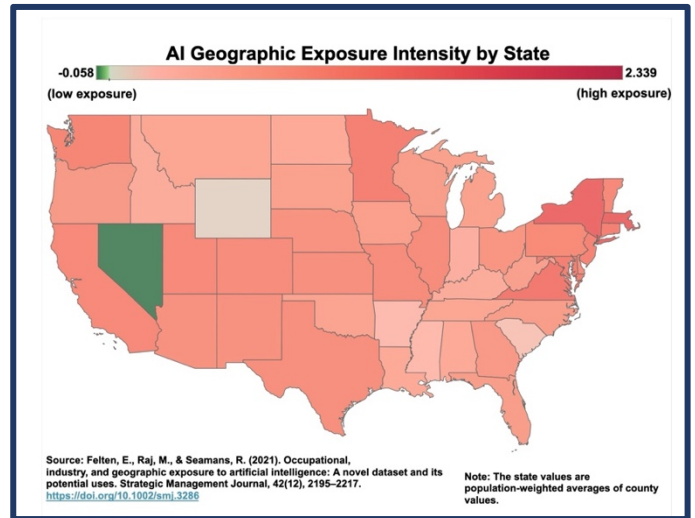 AI Geographic Exposure Intensity by State
-0.058
2.339
(low exposure)
(high exposure)
Source: Felten, E., Raj, M., & Seamans, R. (2021). Occupational,
industry, and geographic exposure to artificial intelligence: A novel dataset and its
potential uses. Strategic Management Journal, 42(12), 2195–2217.
https://doi.org/10.1002/smj.3286
Note: The state values are
population-weighted averages of county
values.